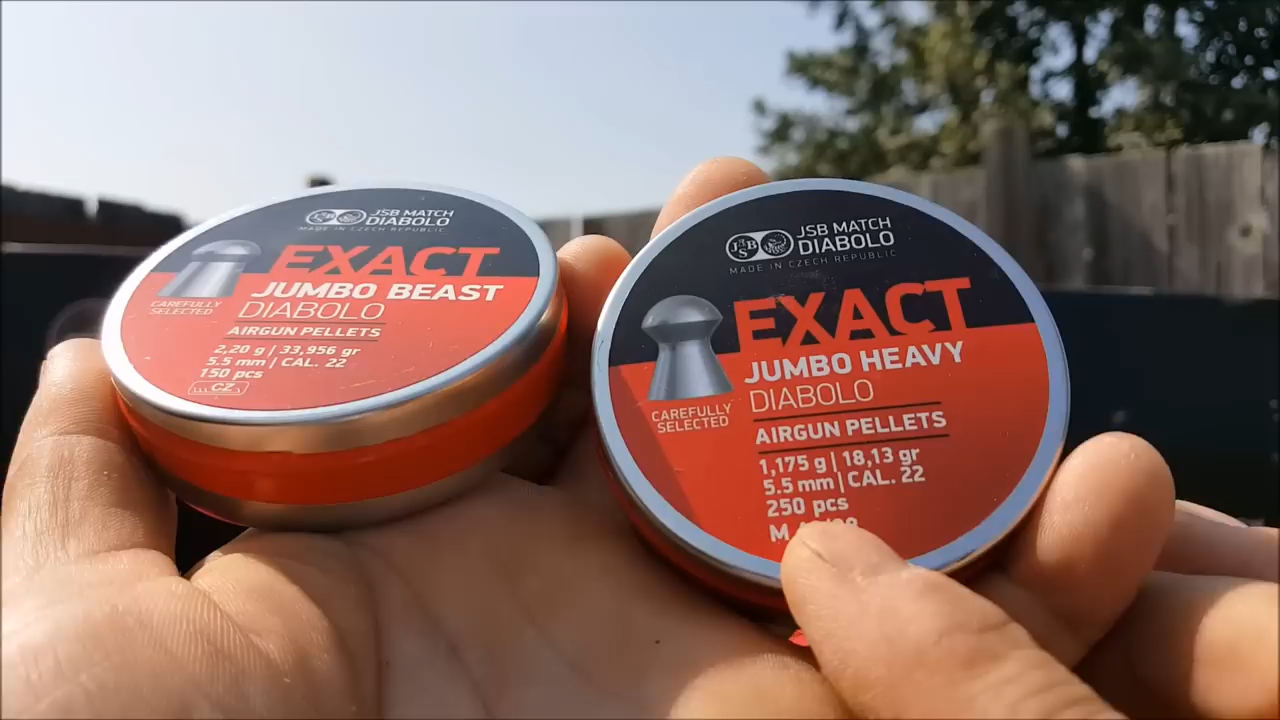 JSB MATCH
DIABOLO
MADE IN CZECH REPUBLIC
EXACT
JUMBO BEAST
DIABOLO
CAREFULLY
SELECTED
AIRGUN PELLETS
2,20 g | 33,956 gr
5.5 mm | CAL. 22
150 pcs
CZ
JSB
JSB MATCH
DIABOLO
MADE IN CZECH REPUBLIC
EXACT
JUMBO HEAVY
DIABOLO
CAREFULLY
SELECTED
AIRGUN PELLETS
1,175 g | 18,13 gr
5.5 mm | CAL. 22
250 pcs
M